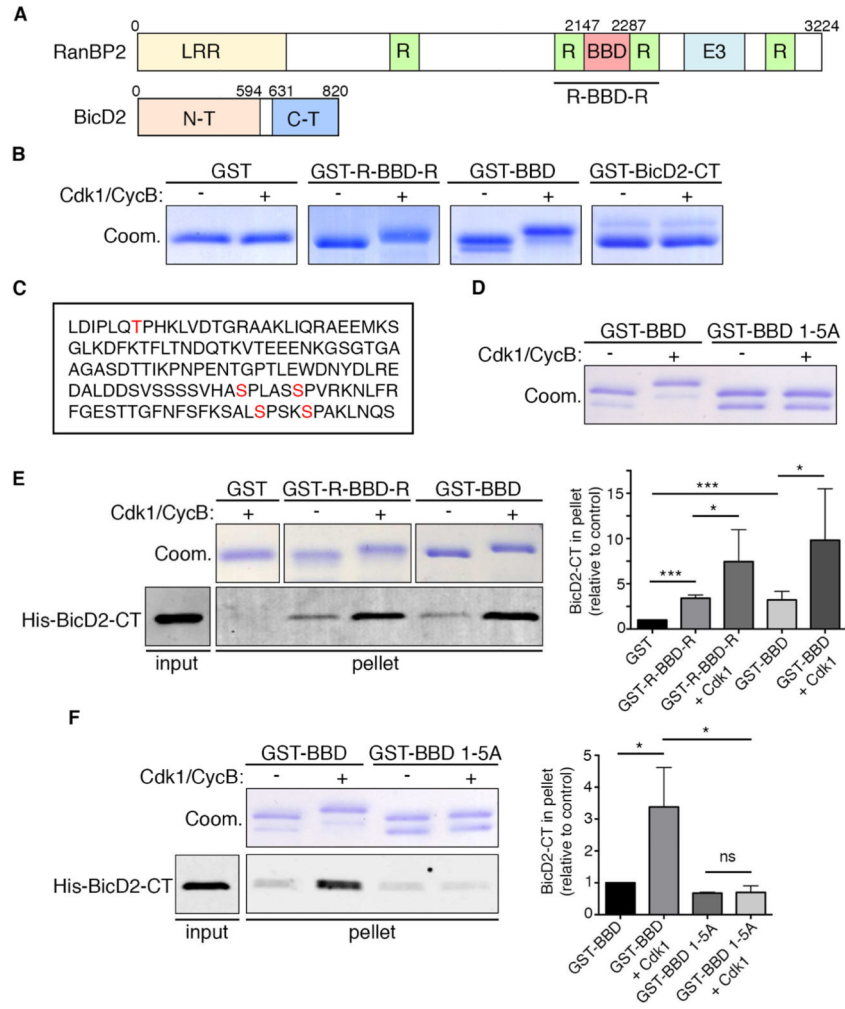 A
0 2147 2287 3224
RanBP2 LRR R R BBD R E3 R
R-BBD-R
0 594 631 820
BicD2 N-T C-T
B
GST GST-R-BBD-R GST-BBD GST-BicD2-CT
Cdk1/CycB: - + - + - + - +
Coom.
C
LDIPLQTPHKLVDTGRAAKLIQRAEEMKS
GLKDFKTFLTNDQTKVTEEENKGSGTGA
AGASDTTIKPNPENTGPTLEWDNYDLRE
DALDDSVSSSSVHASPLASSPVRKNLFR
FGESTTGFNFSFKSALSPSKSPAKLNQS
D
GST-BBD GST-BBD 1-5A
Cdk1/CycB: - + - +
Coom.
E
GST GST-R-BBD-R GST-BBD
Cdk1/CycB: + - + - +
Coom.
His-BicD2-CT
input pellet
BicD2-CT in pellet
(relative to control)
15
10
5
0
*** * *** *
GST
GST-R-BBD-R
GST-R-BBD-R
+ Cdk1
GST-BBD
GST-BBD
+ Cdk1
F
GST-BBD GST-BBD 1-5A
Cdk1/CycB: - + - +
Coom.
His-BicD2-CT
input pellet
BicD2-CT in pellet
(relative to control)
5
4
3
2
1
0
* * ns
GST-BBD
GST-BBD
+ Cdk1
GST-BBD 1-5A
GST-BBD 1-5A
+ Cdk1